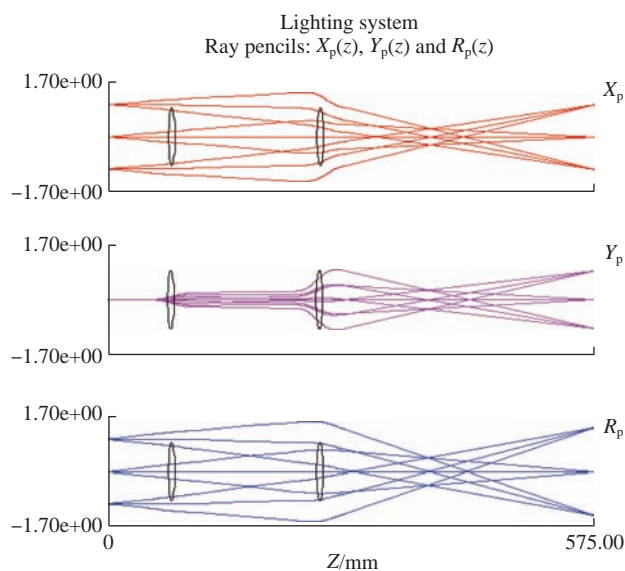 Lighting system
Ray pencils: Xp(z), Yp(z) and Rp(z)
1.70e+00
Xp
−1.70e+00
1.70e+00
Yp
−1.70e+00
1.70e+00
Rp
−1.70e+00
0
575.00
Z/mm